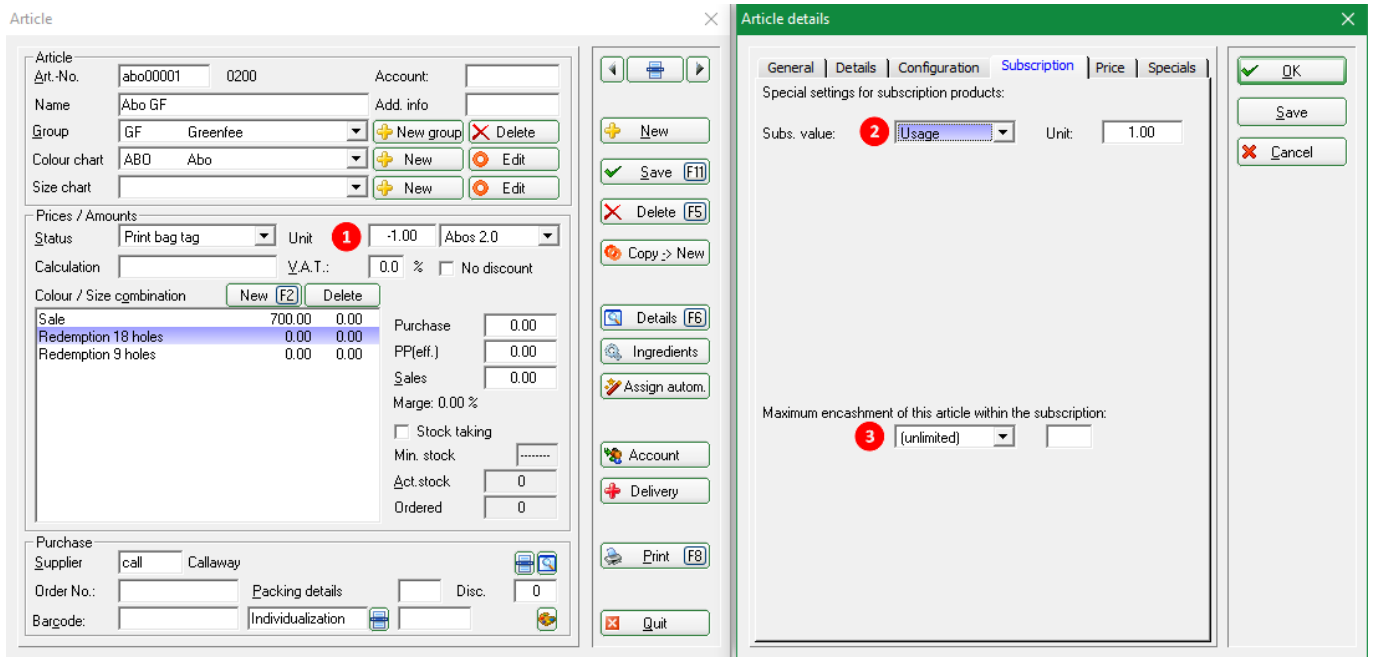 Article
Article
Art.-No. abo00001 0200 Account:
Name Abo GF Add. info
Group GF Greenfee New group Delete
Colour chart ABO Abo New Edit
Size chart New Edit
Prices / Amounts
Status Print bag tag Unit 1 -1.00 Abos 2.0
Calculation V.A.T.: 0.0 % No discount
Colour / Size combination New F2 Delete
Sale 700.00 0.00
Redemption 18 holes 0.00 0.00
Redemption 9 holes 0.00 0.00
Purchase 0.00
PP(eff.) 0.00
Sales 0.00
Marge: 0.00 %
Stock taking
Min. stock --------
Act.stock 0
Ordered 0
Purchase
Supplier call Callaway
Order No.: Packing details Disc. 0
Barcode: Individualization
New
Save F11
Delete F5
Copy -> New
Details F6
Ingredients
Assign autom.
Account
Delivery
Print F8
Quit
Article details
General Details Configuration Subscription Price Specials
Special settings for subscription products:
Subs. value: 2 Usage Unit: 1.00
Maximum encashment of this article within the subscription:
3 (unlimited)
OK
Save
Cancel